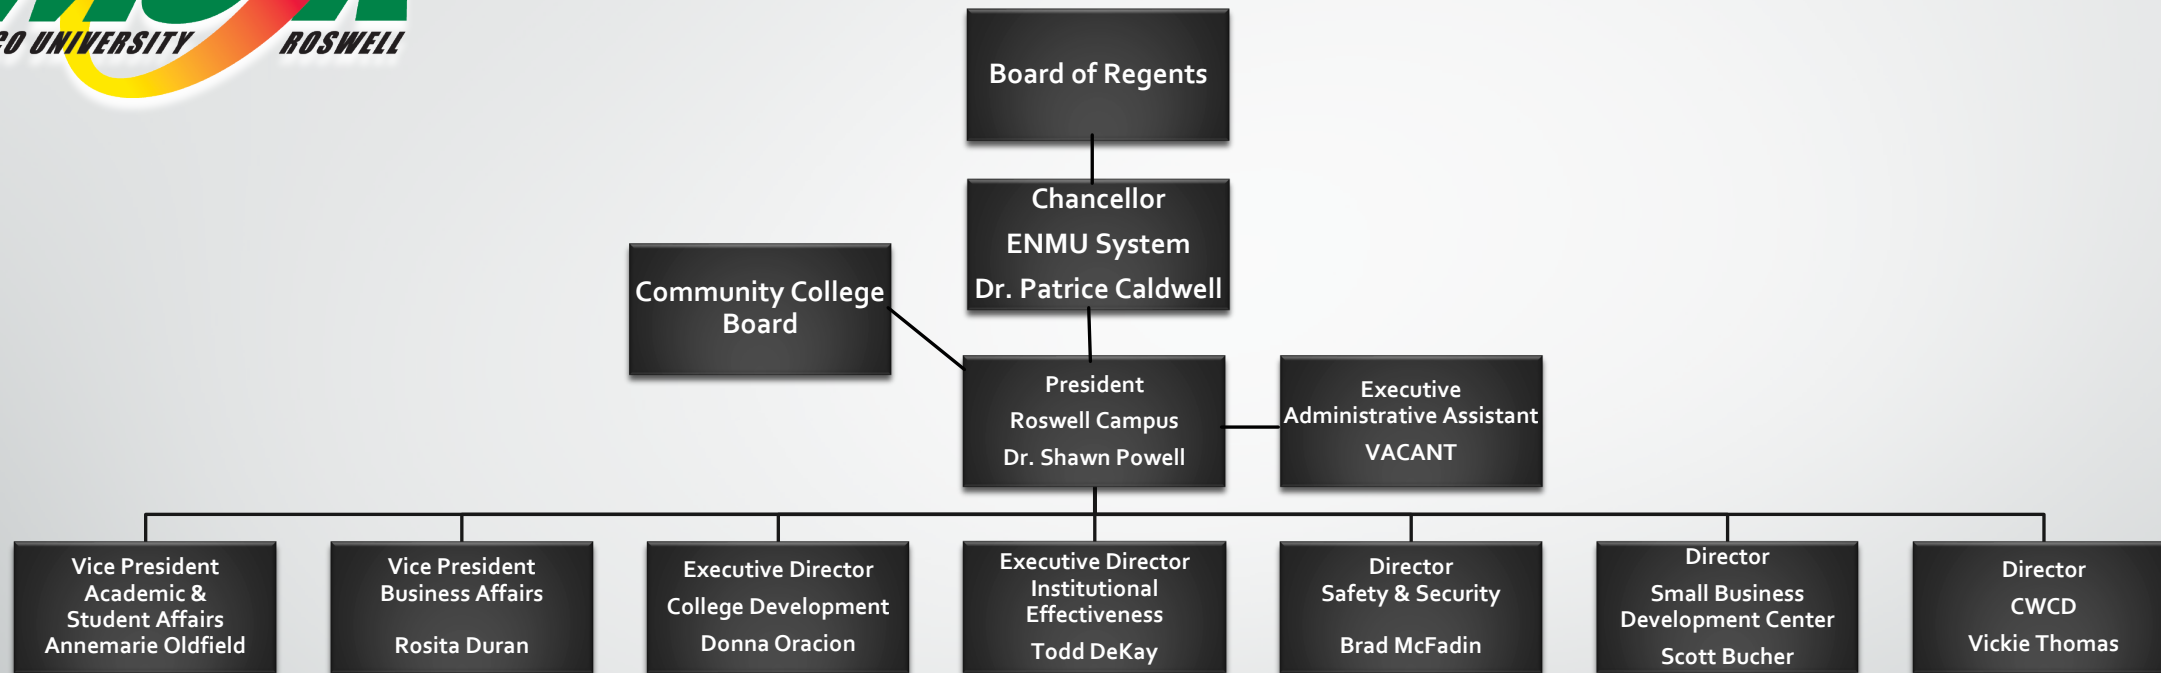 UNIVERSITY ROSWELL
Board of Regents
Chancellor
ENMU System
Dr. Patrice Caldwell
Community College
Board
President
Roswell Campus
Dr. Shawn Powell
Executive
Administrative Assistant
VACANT
Vice President
Academic &
Student Affairs
Annemarie Oldfield
Vice President
Business Affairs
Rosita Duran
Executive Director
College Development
Donna Oracion
Executive Director
Institutional
Effectiveness
Todd DeKay
Director
Safety & Security
Brad McFadin
Director
Small Business
Development Center
Scott Bucher
Director
CWCD
Vickie Thomas